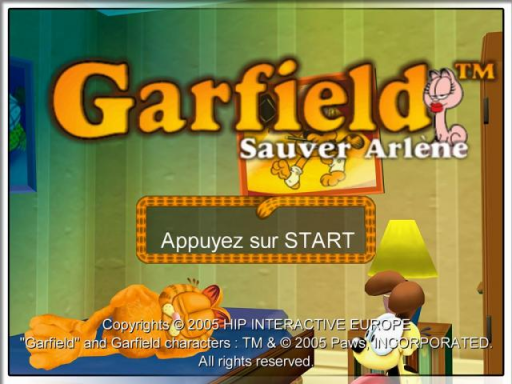 Garfield™
Sauver Arlène
Appuyez sur START
Copyrights © 2005 HIP INTERACTIVE EUROPE
"Garfield" and Garfield characters : TM & © 2005 Paws, INCORPORATED.
All rights reserved.